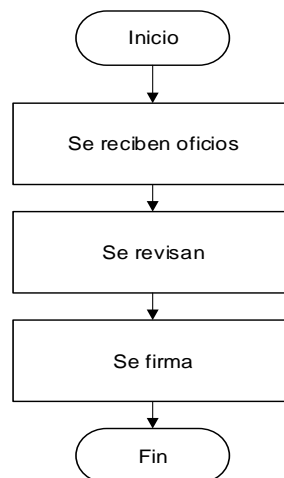 Inicio
Se reciben oficios
Se revisan
Se firma
Fin